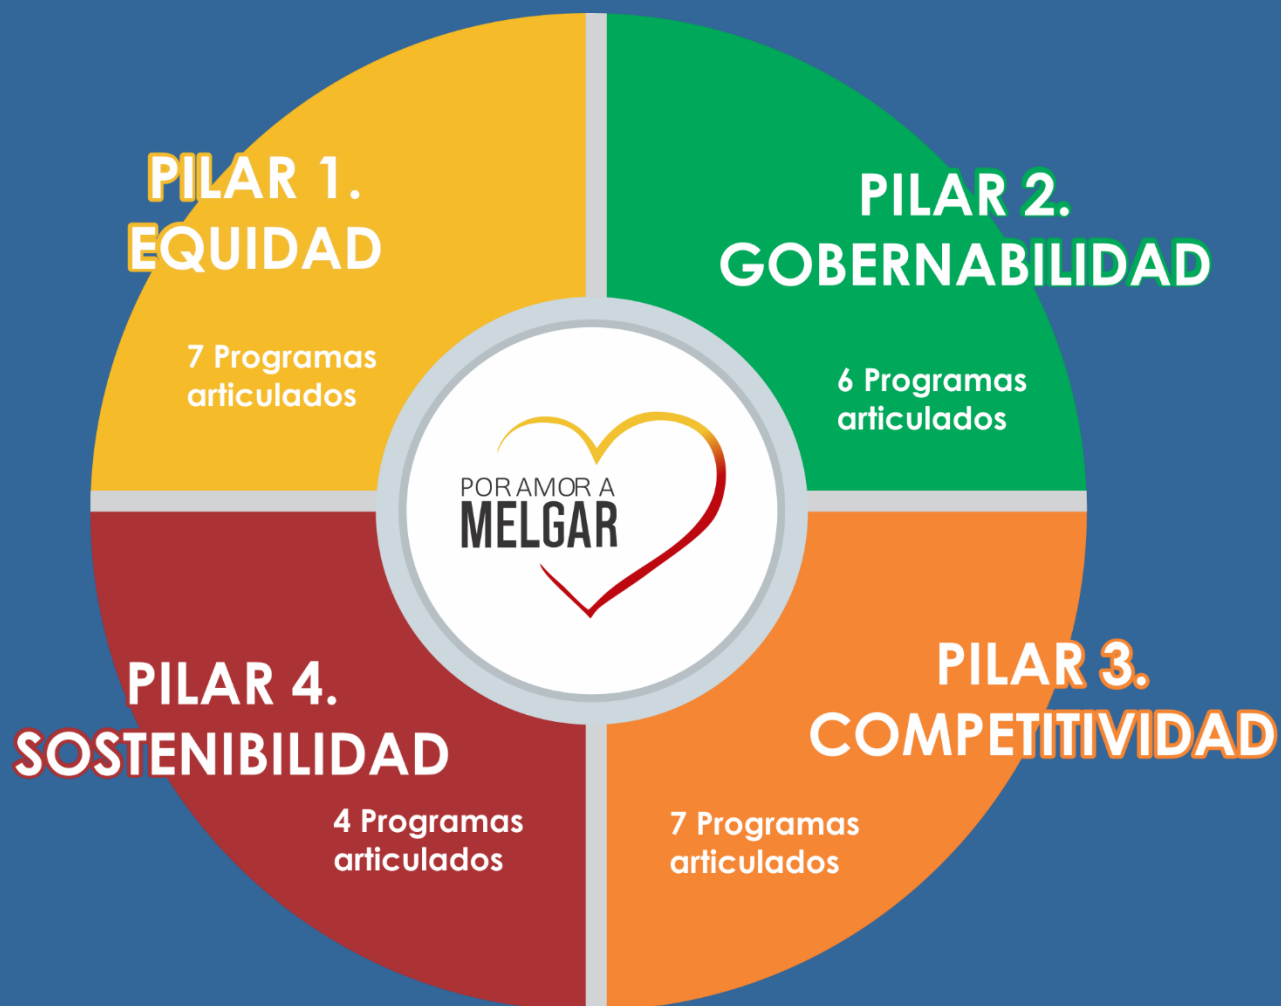 PILAR 1.
EQUIDAD
7 Programas
articulados
PILAR 2.
GOBERNABILIDAD
6 Programas
articulados
POR AMOR A
MELGAR
PILAR 4.
SOSTENIBILIDAD
4 Programas
articulados
PILAR 3.
COMPETITIVIDAD
7 Programas
articulados